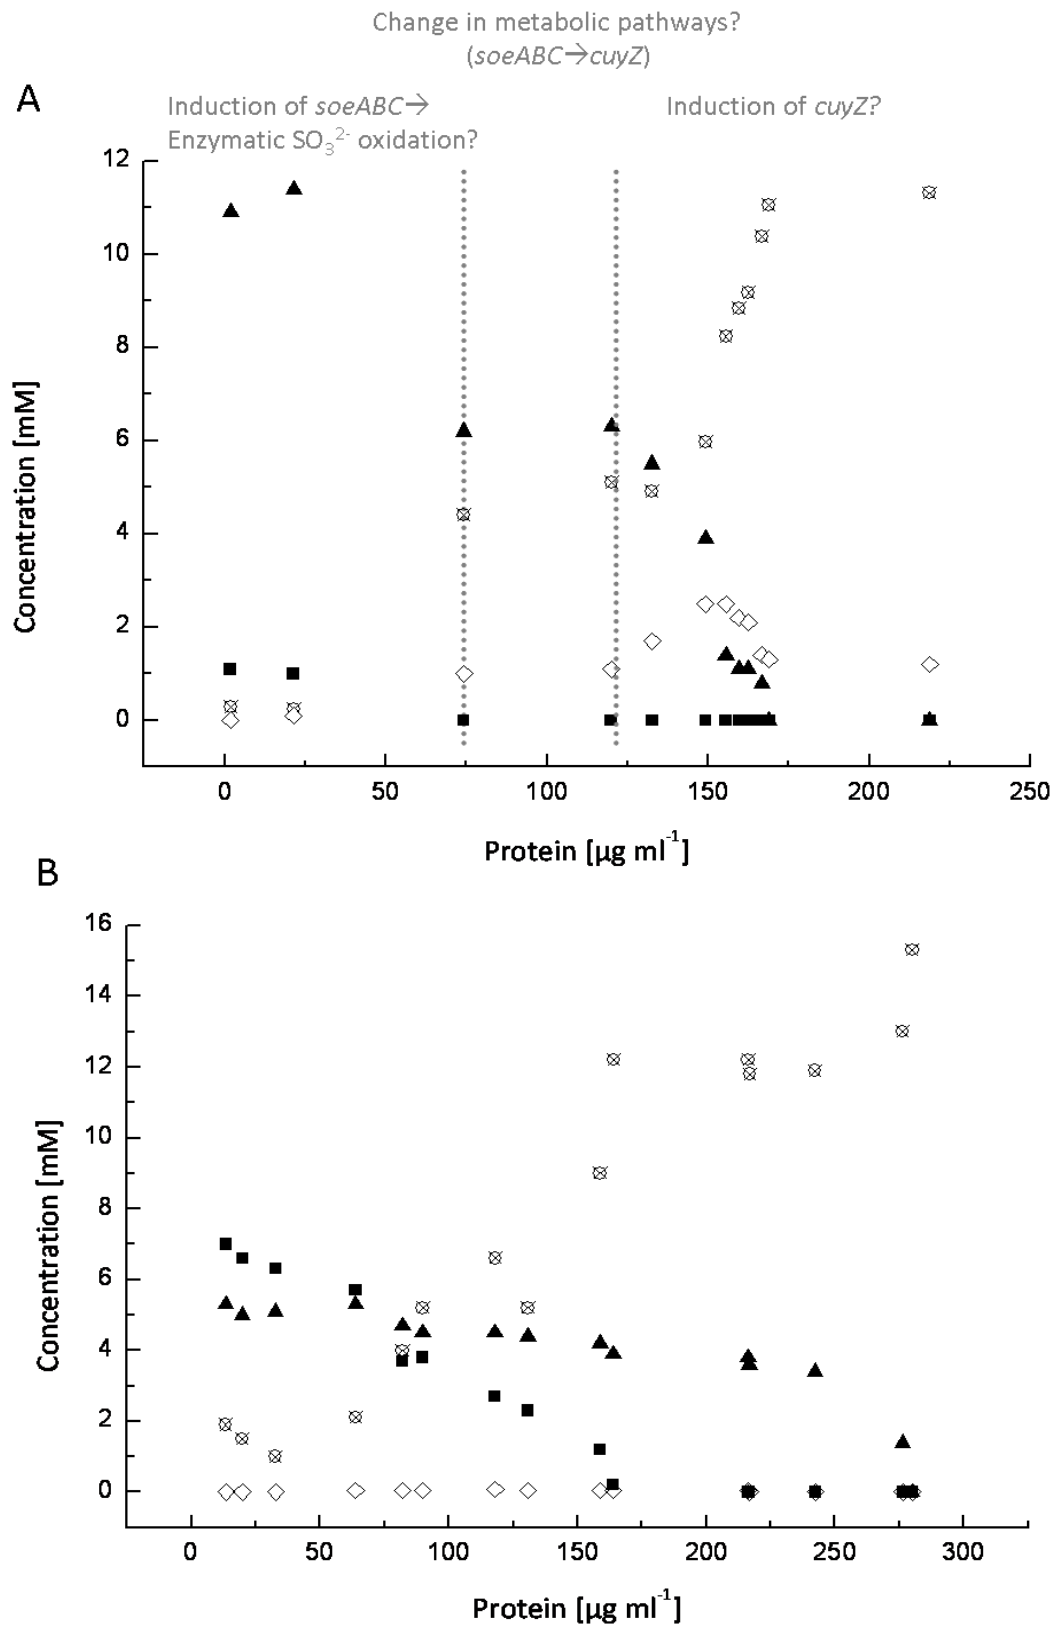 Change in metabolic pathways?
(soeABC→cuyZ)
A
Induction of soeABC→
Enzymatic SO₃²⁻ oxidation?
Induction of cuyZ?
12
10
8
6
4
2
0
Concentration [mM]
0 50 100 150 200 250
Protein [µg ml⁻¹]
B
16
14
12
10
8
6
4
2
0
Concentration [mM]
0 50 100 150 200 250 300
Protein [µg ml⁻¹]